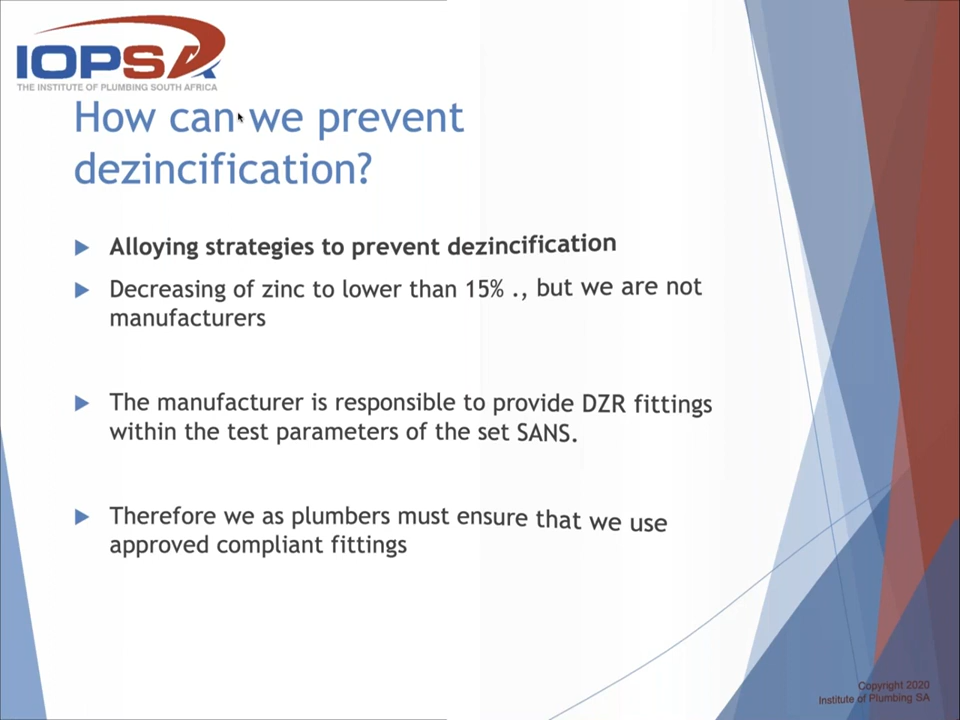 IOPSA
THE INSTITUTE OF PLUMBING SOUTH AFRICA
How can we prevent
dezincification?
Alloying strategies to prevent dezincification
Decreasing of zinc to lower than 15% ., but we are not
manufacturers
The manufacturer is responsible to provide DZR fittings
within the test parameters of the set SANS.
Therefore we as plumbers must ensure that we use
approved compliant fittings
Copyright 2020
Institute of Plumbing SA